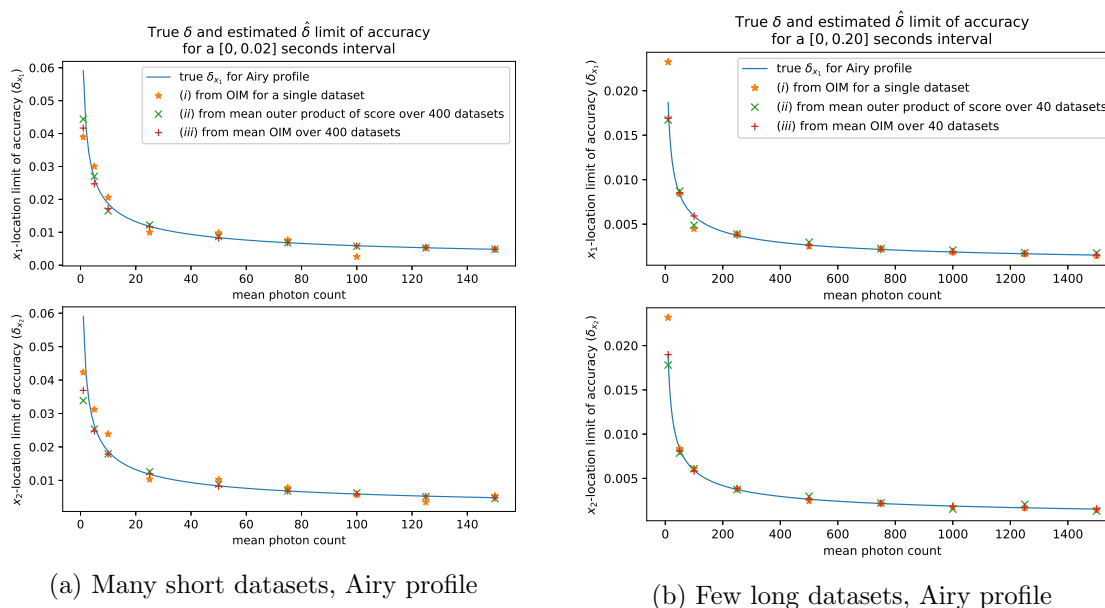 True δ and estimated δ̂ limit of accuracy
for a [0, 0.02] seconds interval
x₁-location limit of accuracy (δₓ₁)
0.06
0.05
0.04
0.03
0.02
0.01
0.00
true δₓ₁ for Airy profile
(i) from OIM for a single dataset
(ii) from mean outer product of score over 400 datasets
(iii) from mean OIM over 400 datasets
0 20 40 60 80 100 120 140
mean photon count
x₂-location limit of accuracy (δₓ₂)
0.06
0.05
0.04
0.03
0.02
0.01
0 20 40 60 80 100 120 140
mean photon count
(a) Many short datasets, Airy profile
True δ and estimated δ̂ limit of accuracy
for a [0, 0.20] seconds interval
x₁-location limit of accuracy (δₓ₁)
0.020
0.015
0.010
0.005
true δₓ₁ for Airy profile
(i) from OIM for a single dataset
(ii) from mean outer product of score over 40 datasets
(iii) from mean OIM over 40 datasets
0 200 400 600 800 1000 1200 1400
mean photon count
x₂-location limit of accuracy (δₓ₂)
0.020
0.015
0.010
0.005
0 200 400 600 800 1000 1200 1400
mean photon count
(b) Few long datasets, Airy profile